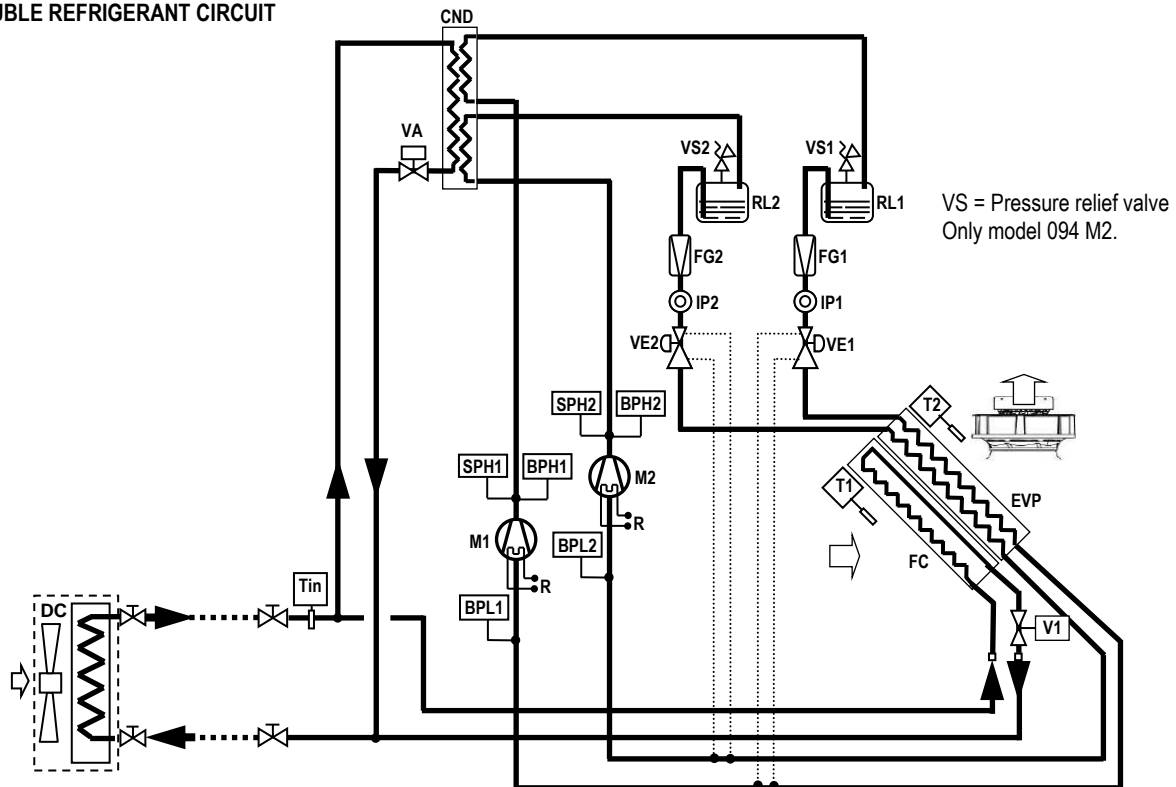 UBLE REFRIGERANT CIRCUIT
CND
VA
VS2
VS1
RL2
RL1
VS = Pressure relief valve
Only model 094 M2.
FG2
FG1
IP2
IP1
VE2
VE1
SPH2
BPH2
T2
SPH1
BPH1
M2
T1
EVP
R
M1
BPL2
FC
Tin
R
DC
BPL1
V1